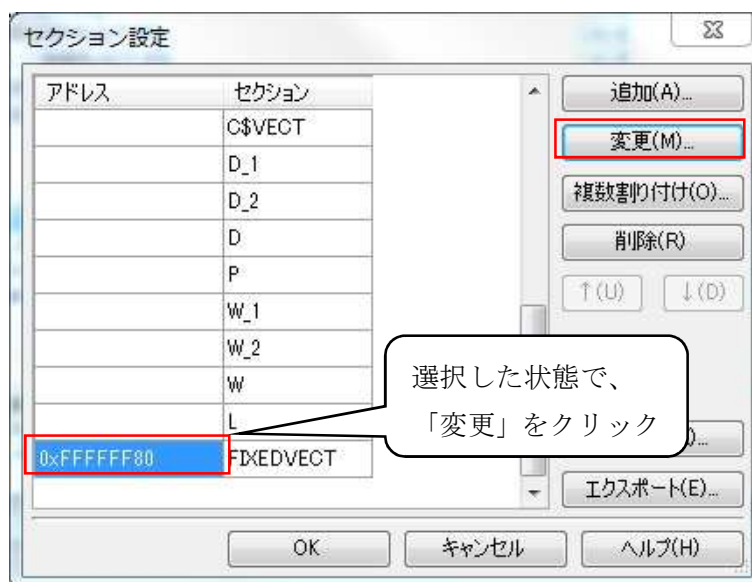 セクション設定
アドレス セクション
C$VECT
D_1
D_2
D
P
W_1
W_2
W
L
0xFFFFFF80 FIXEDVECT
追加(A)...
変更(M)...
複数割り付け(O)...
削除(R)
↑(U) ↓(D)
選択した状態で、
「変更」をクリック
)...
エクスポート(E)...
OK キャンセル ヘルプ(H)